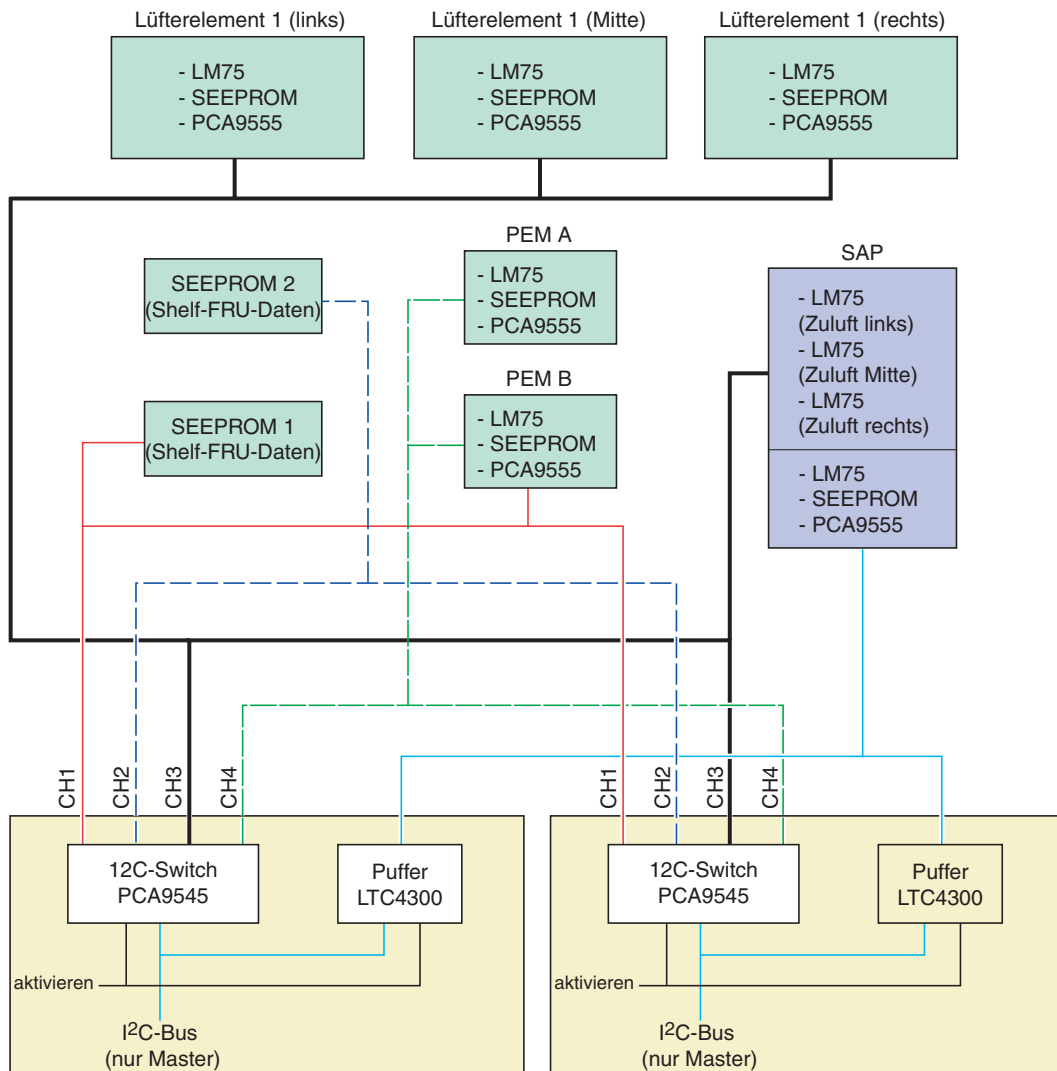 Lüfterelement 1 (links)
Lüfterelement 1 (Mitte)
Lüfterelement 1 (rechts)
- LM75
- SEEPROM
- PCA9555
- LM75
- SEEPROM
- PCA9555
- LM75
- SEEPROM
- PCA9555
SEEPROM 2
(Shelf-FRU-Daten)
PEM A
- LM75
- SEEPROM
- PCA9555
SAP
- LM75
(Zuluft links)
- LM75
(Zuluft Mitte)
- LM75
(Zuluft rechts)
- LM75
- SEEPROM
- PCA9555
SEEPROM 1
(Shelf-FRU-Daten)
PEM B
- LM75
- SEEPROM
- PCA9555
CH1
CH2
CH3
CH4
CH1
CH2
CH3
CH4
12C-Switch
PCA9545
Puffer
LTC4300
aktivieren
I²C-Bus
(nur Master)
12C-Switch
PCA9545
Puffer
LTC4300
aktivieren
I²C-Bus
(nur Master)